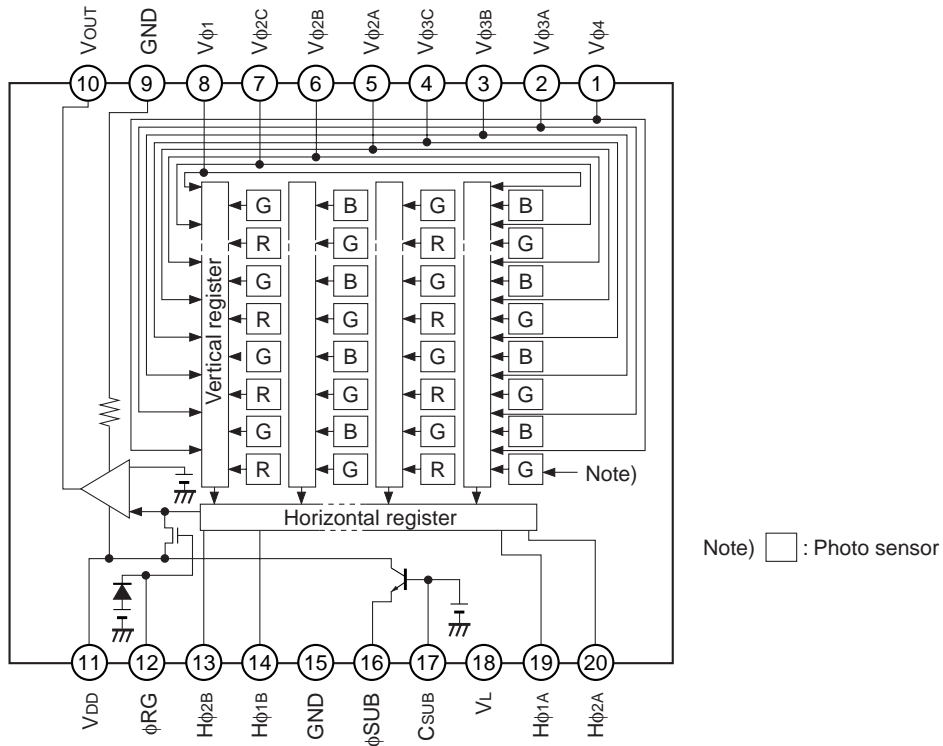 VOUT GND Vϕ1 Vϕ2C Vϕ2B Vϕ2A Vϕ3C Vϕ3B Vϕ3A Vϕ4
10 9 8 7 6 5 4 3 2 1
Vertical register
G B G B
R G R G
G B G B
R G R G
G B G B
R G R G
G B G B
R G R G
Note)
Horizontal register
Note) : Photo sensor
11 12 13 14 15 16 17 18 19 20
VDD ϕRG Hϕ2B Hϕ1B GND ϕSUB CSUB VL Hϕ1A Hϕ2A